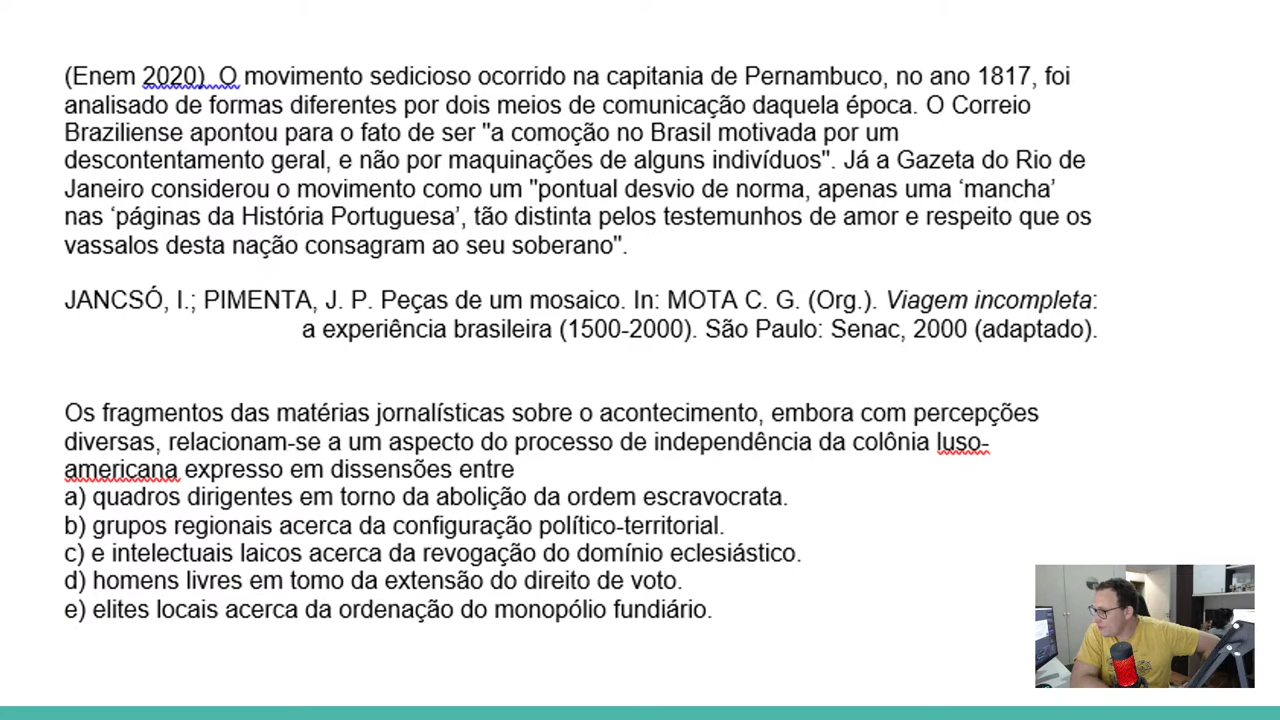 (Enem 2020). O movimento sedicioso ocorrido na capitania de Pernambuco, no ano 1817, foi
analisado de formas diferentes por dois meios de comunicação daquela época. O Correio
Braziliense apontou para o fato de ser "a comoção no Brasil motivada por um
descontentamento geral, e não por maquinações de alguns indivíduos". Já a Gazeta do Rio de
Janeiro considerou o movimento como um "pontual desvio de norma, apenas uma ‘mancha’
nas ‘páginas da História Portuguesa’, tão distinta pelos testemunhos de amor e respeito que os
vassalos desta nação consagram ao seu soberano".
JANCSÓ, I.; PIMENTA, J. P. Peças de um mosaico. In: MOTA C. G. (Org.). Viagem incompleta:
a experiência brasileira (1500-2000). São Paulo: Senac, 2000 (adaptado).
Os fragmentos das matérias jornalísticas sobre o acontecimento, embora com percepções
diversas, relacionam-se a um aspecto do processo de independência da colônia luso-
americana expresso em dissensões entre
a) quadros dirigentes em torno da abolição da ordem escravocrata.
b) grupos regionais acerca da configuração político-territorial.
c) e intelectuais laicos acerca da revogação do domínio eclesiástico.
d) homens livres em tomo da extensão do direito de voto.
e) elites locais acerca da ordenação do monopólio fundiário.